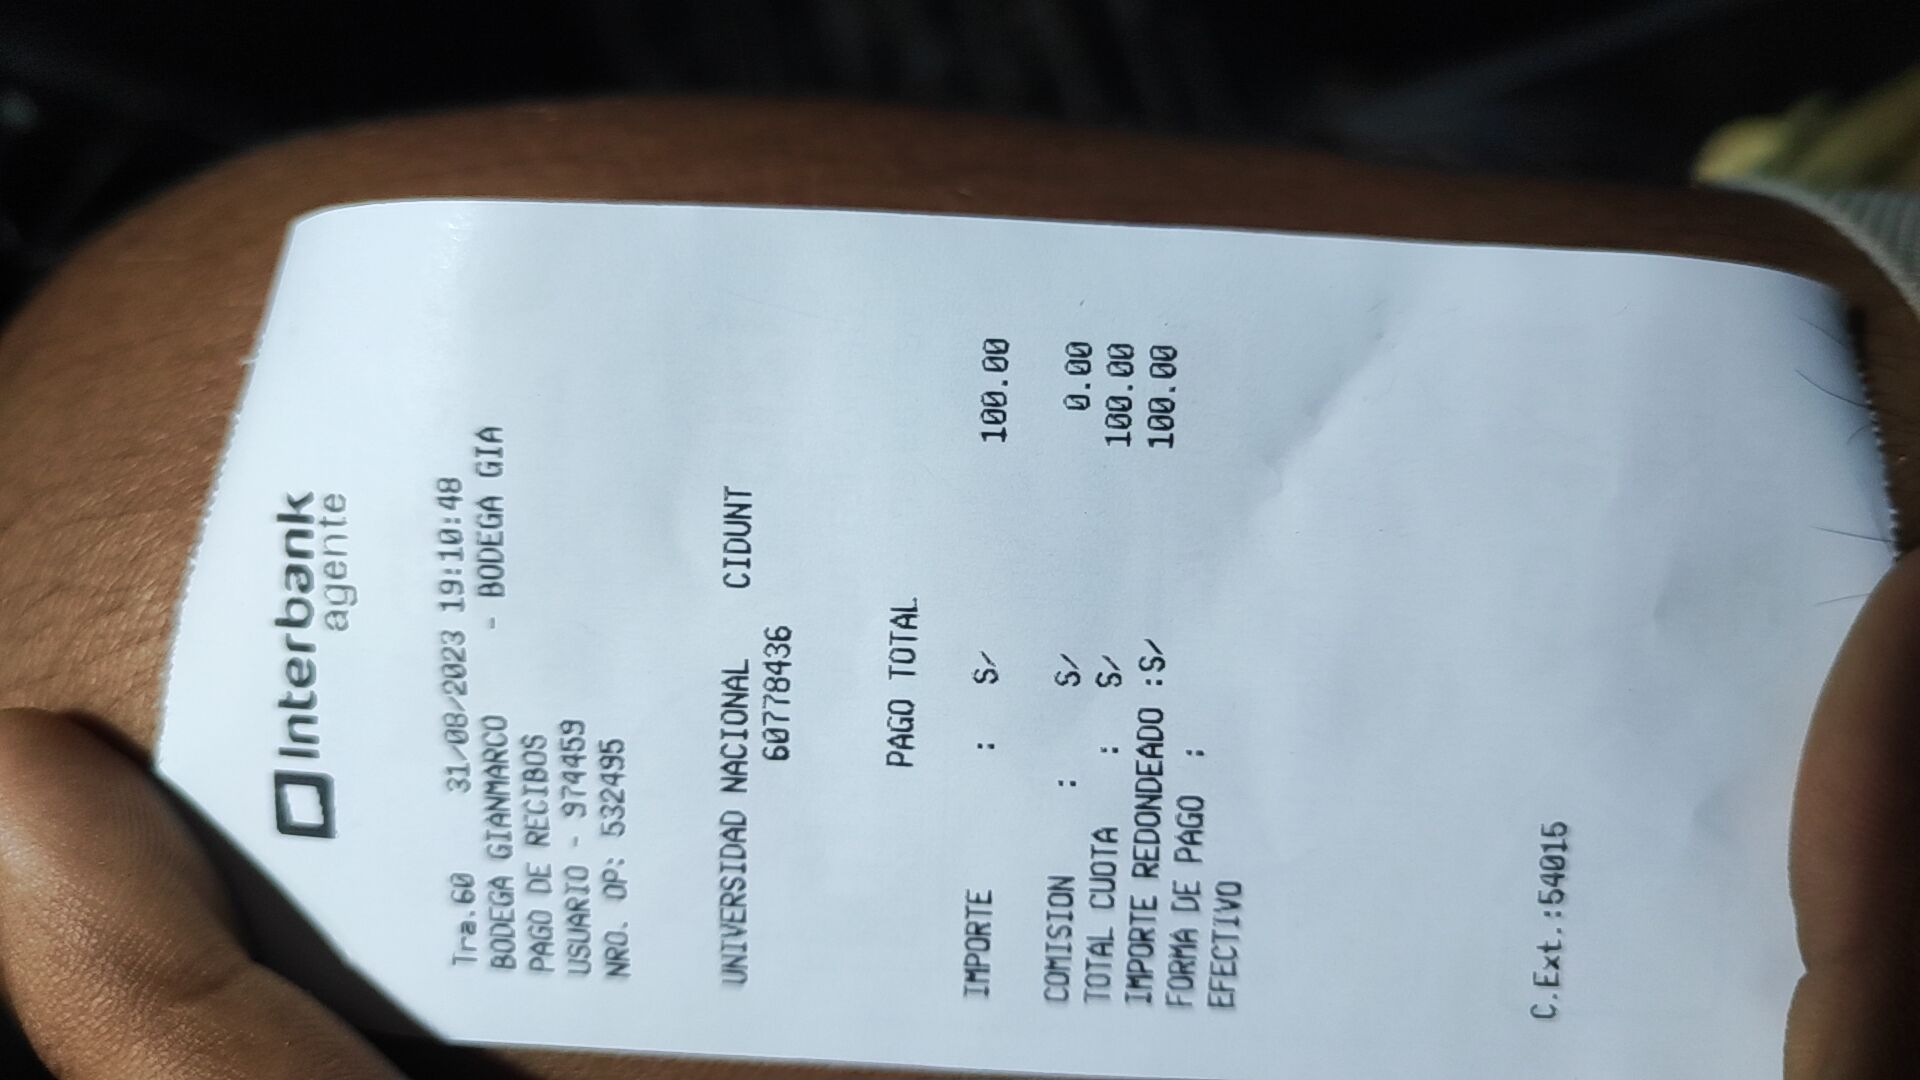 Interbank
agente
Tra.60 31/08/2023 19:10:48
BODEGA GIANMARCO - BODEGA GIA
PAGO DE RECIBOS
USUARIO - 974459
NRO. OP: 532495
UNIVERSIDAD NACIONAL CIDUNT
60778436
PAGO TOTAL
IMPORTE : S/ 100.00
COMISION : S/ 0.00
TOTAL CUOTA : S/ 100.00
IMPORTE REDONDEADO :S/ 100.00
FORMA DE PAGO :
EFECTIVO
C.Ext.:54015